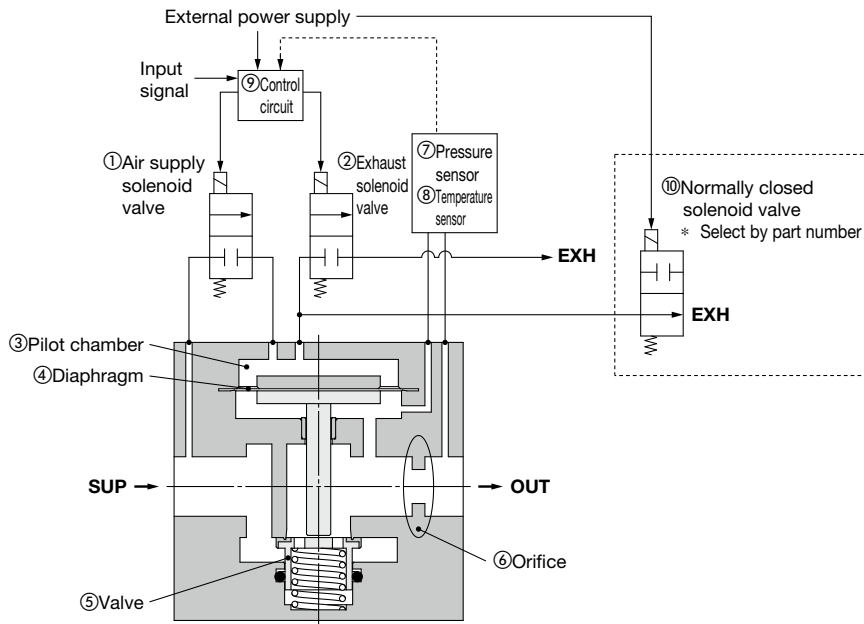 External power supply
Input
signal
⑨Control
circuit
①Air supply
solenoid
valve
②Exhaust
solenoid
valve
⑦Pressure
sensor
⑧Temperature
sensor
⑩Normally closed
solenoid valve
* Select by part number
EXH
EXH
③Pilot chamber
④Diaphragm
SUP
OUT
⑥Orifice
⑤Valve